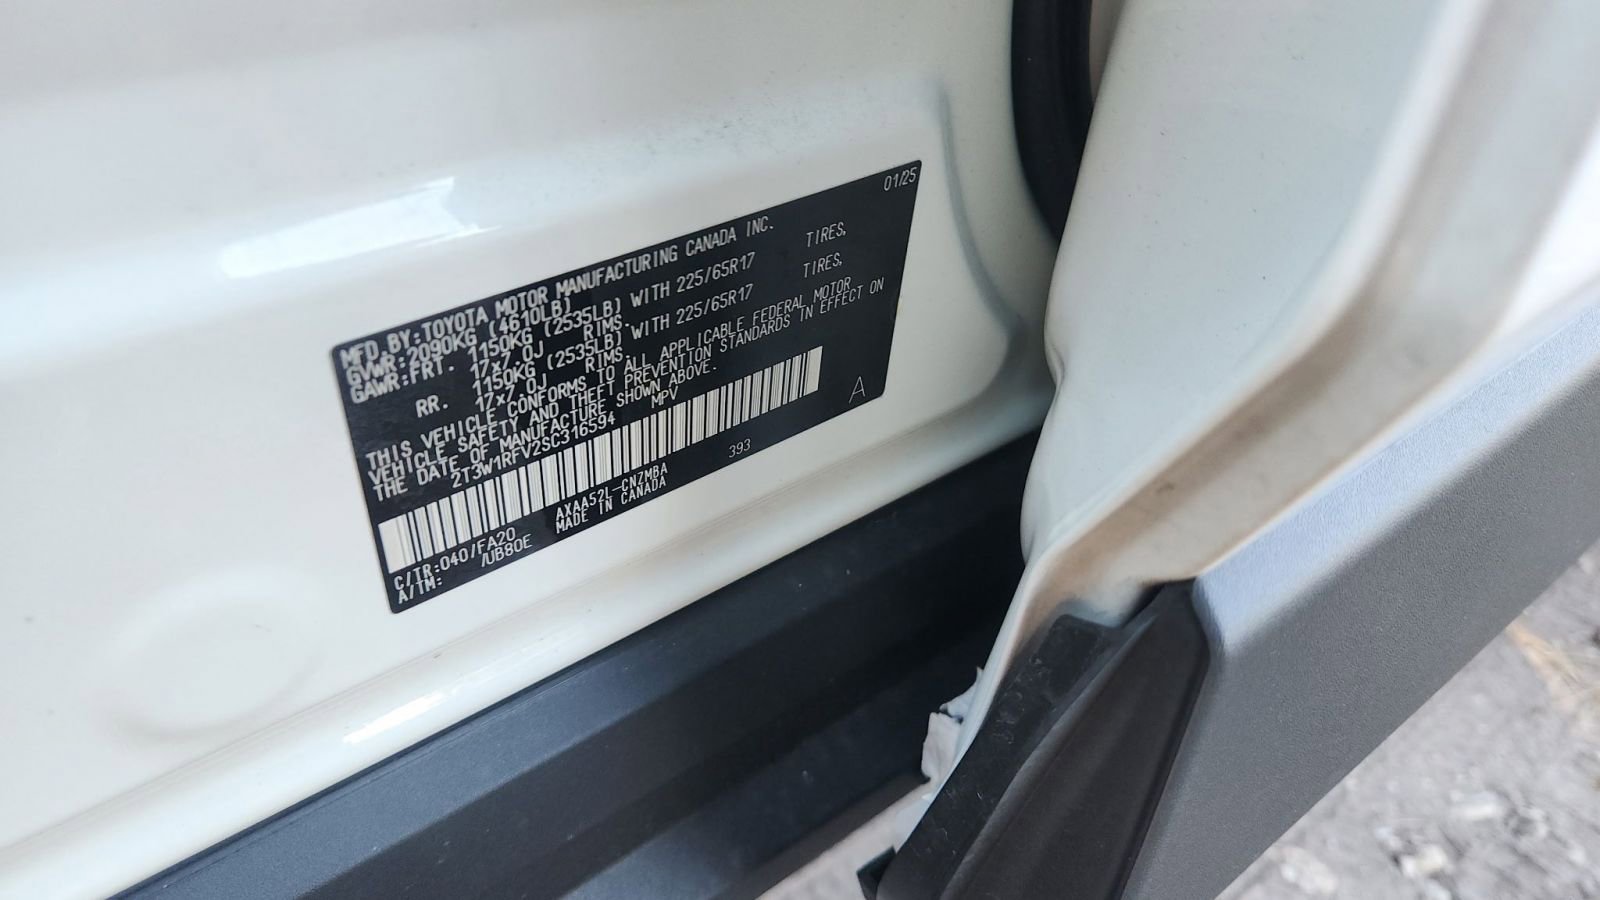 01/25
MFD.BY:TOYOTA MOTOR MANUFACTURING CANADA INC.
GVWR:2090KG (4610LB)
GAWR:FRT. 1150KG (2535LB) WITH 225/65R17 TIRES,
17x7.0J RIMS.
RR. 1150KG (2535LB) WITH 225/65R17 TIRES,
17x7.0J RIMS.
THIS VEHICLE CONFORMS TO ALL APPLICABLE FEDERAL MOTOR
VEHICLE SAFETY AND THEFT PREVENTION STANDARDS IN EFFECT ON
THE DATE OF MANUFACTURE SHOWN ABOVE.
2T3W1RFV2SC316594 MPV
A
C/TR:040/FA20 AXAA52L-CNZMBA 393
A/TM: /UB80E MADE IN CANADA